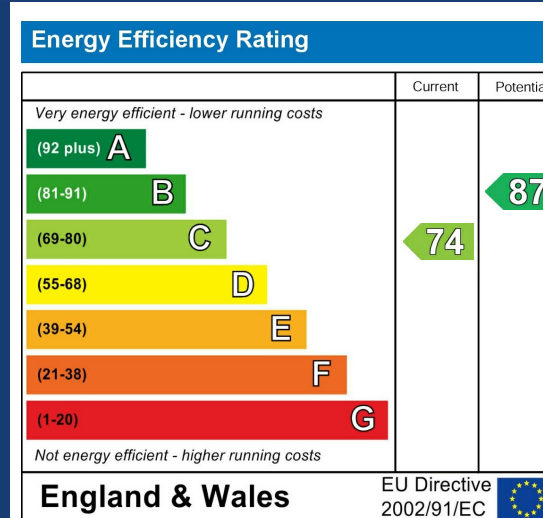 Energy Efficiency Rating
Current Potentia
Very energy efficient - lower running costs
(92 plus) A
(81-91) B 87
(69-80) C 74
(55-68) D
(39-54) E
(21-38) F
(1-20) G
Not energy efficient - higher running costs
England & Wales
EU Directive
2002/91/EC